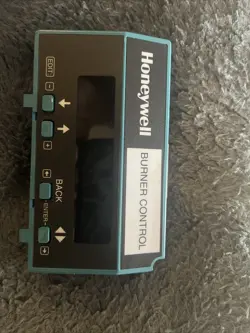 Honeywell
BURNER CONTROL
EDIT
BACK
-ENTER-